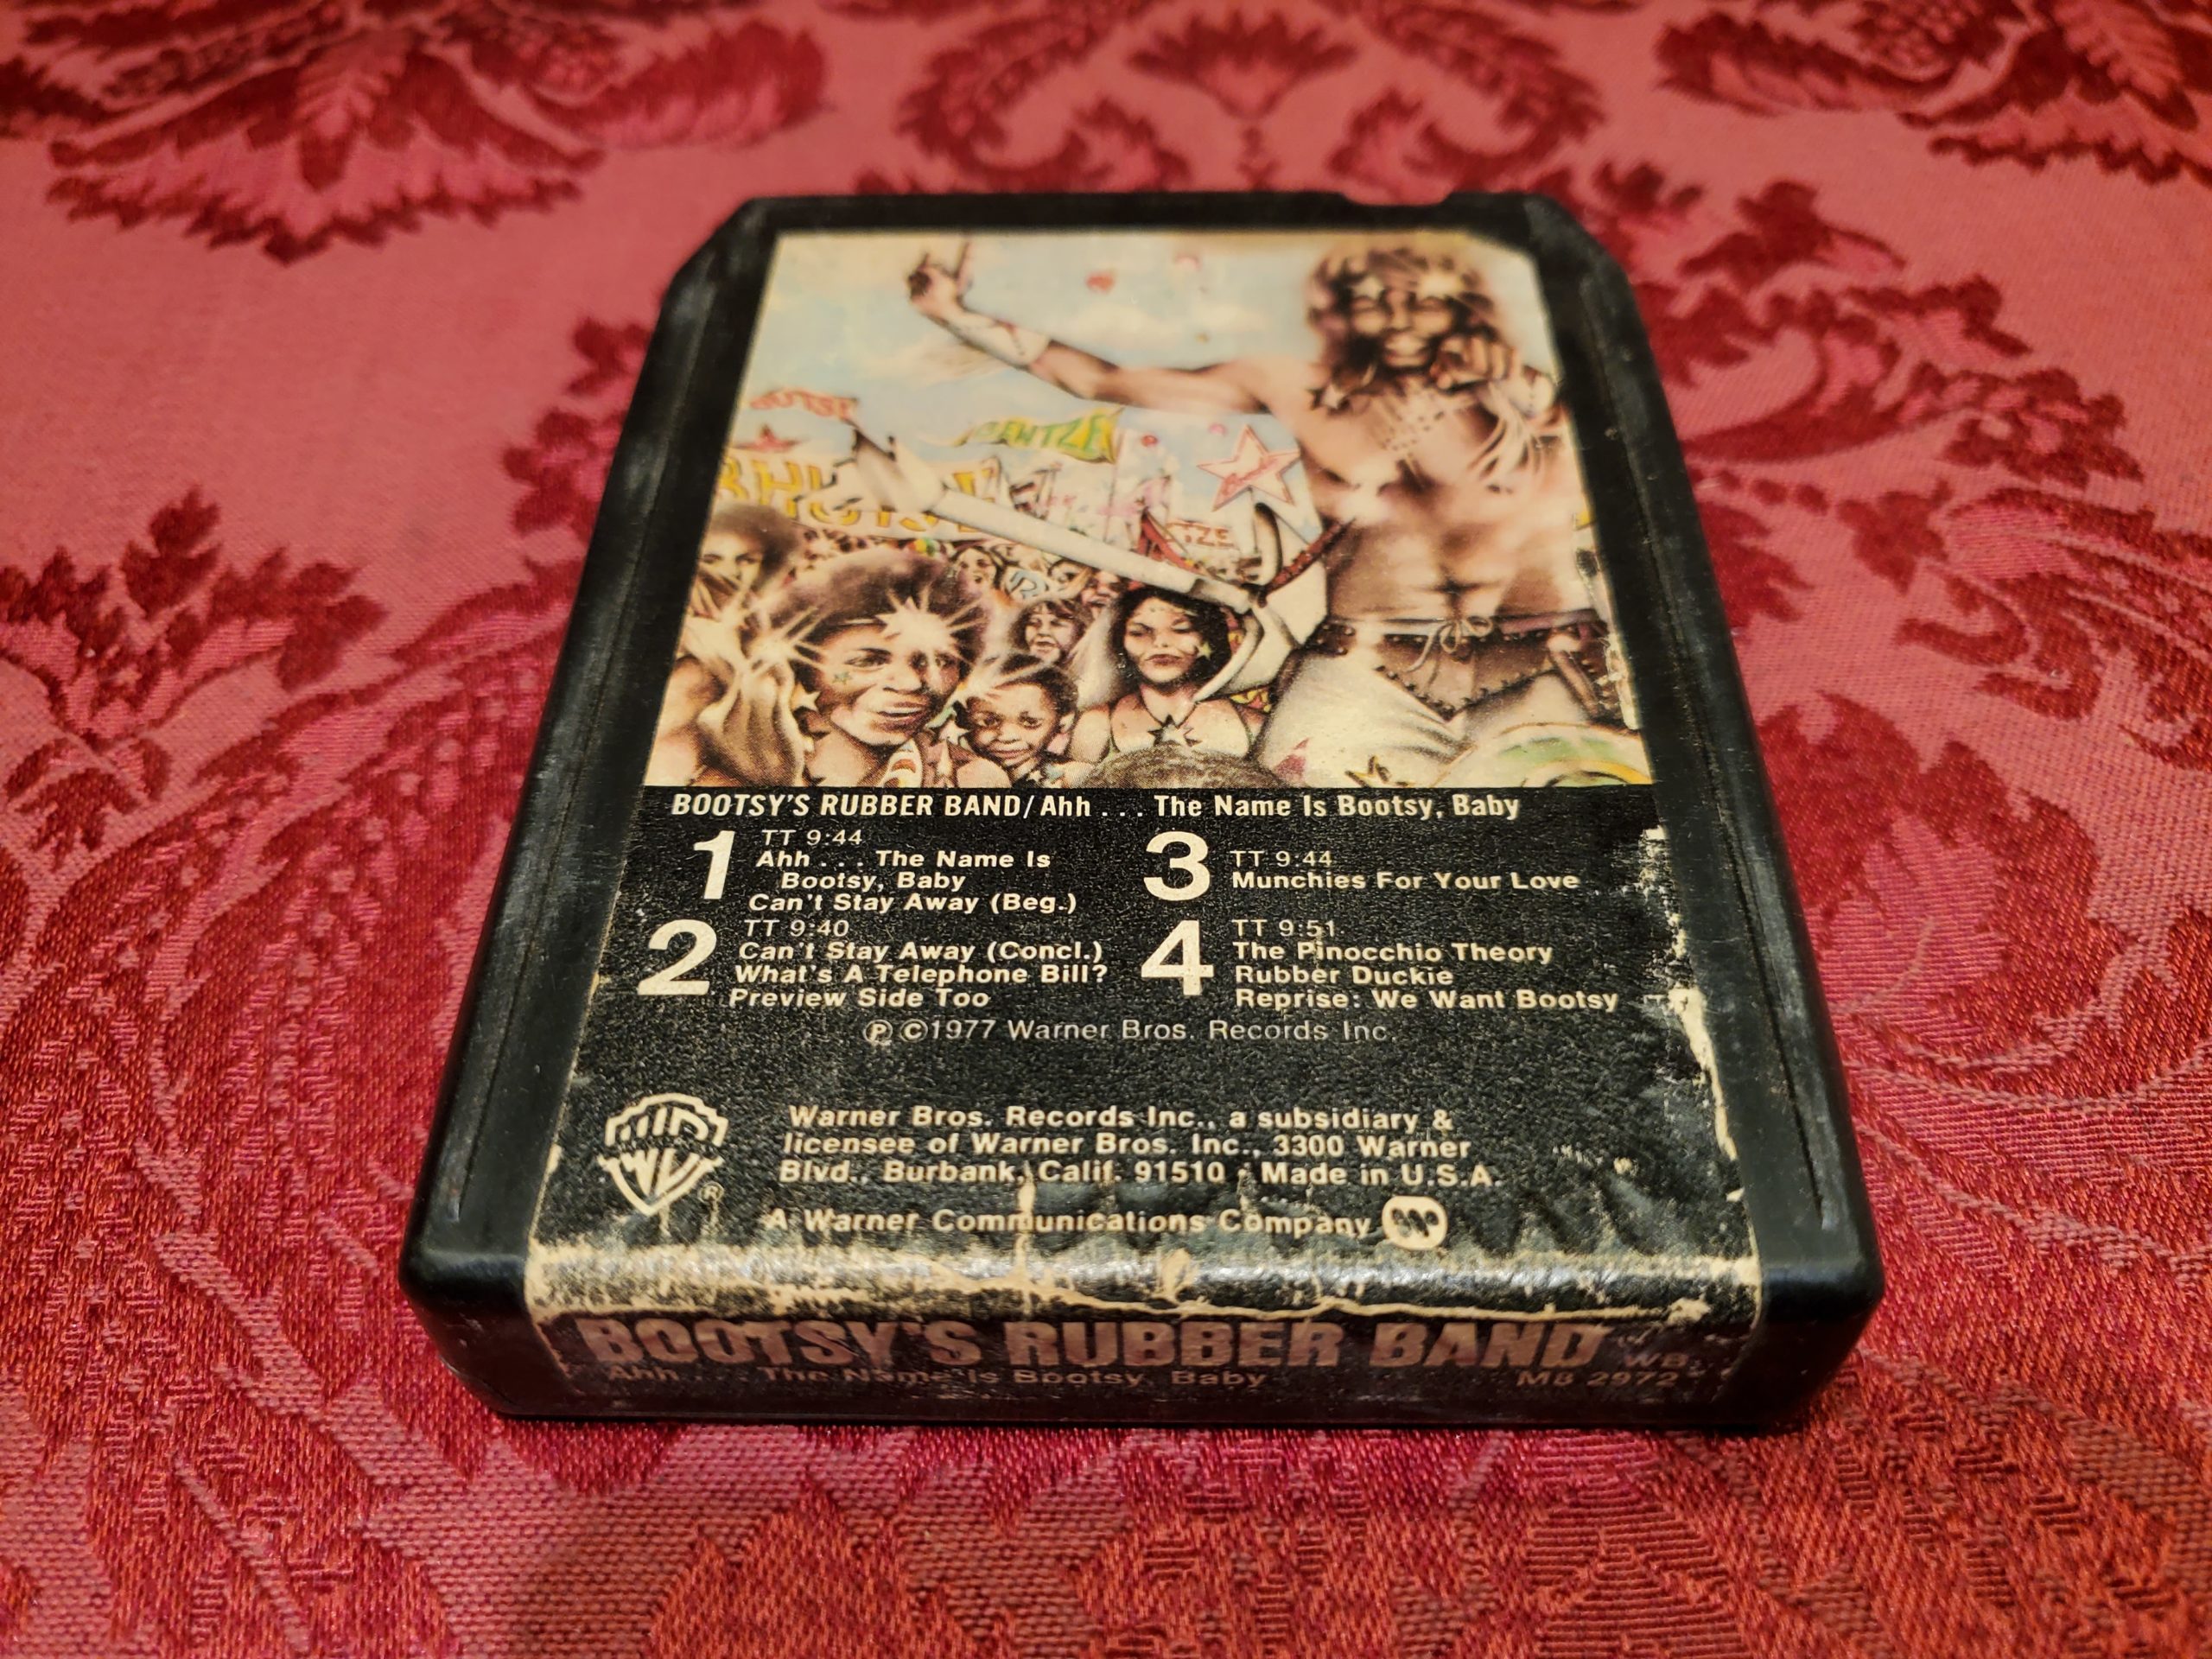 PAWTZE
TZE
BOOTSY'S RUBBER BAND/Ahh . . . The Name Is Bootsy, Baby
1 TT 9:44
Ahh . . . The Name Is
Bootsy, Baby
Can't Stay Away (Beg.)
2 TT 9:40
Can't Stay Away (Concl.)
What's A Telephone Bill?
Preview Side Too
3 TT 9:44
Munchies For Your Love
4 TT 9:51
The Pinocchio Theory
Rubber Duckie
Reprise: We Want Bootsy
℗ ©1977 Warner Bros. Records Inc.
Warner Bros. Records Inc., a subsidiary &
licensee of Warner Bros. Inc., 3300 Warner
Blvd., Burbank, Calif. 91510 · Made in U.S.A.
®
A Warner Communications Company
BOOTSY'S RUBBER BAND WB
Ahh . . . The Name Is Bootsy, Baby M8 2972